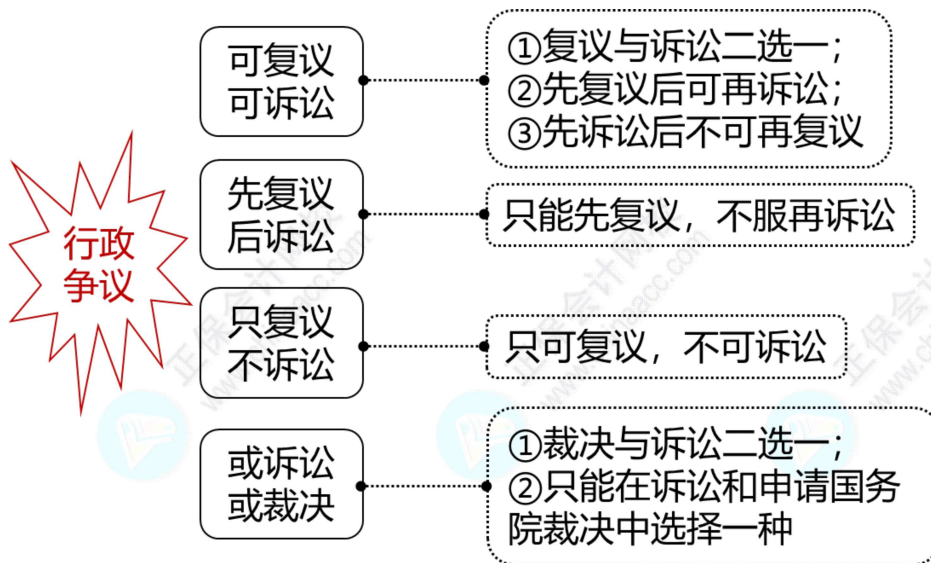 可复议
可诉讼
①复议与诉讼二选一；
②先复议后可再诉讼；
③先诉讼后不可再复议
行政
争议
先复议
后诉讼
只能先复议，不服再诉讼
只复议
不诉讼
只可复议，不可诉讼
或诉讼
或裁决
①裁决与诉讼二选一；
②只能在诉讼和申请国务
院裁决中选择一种